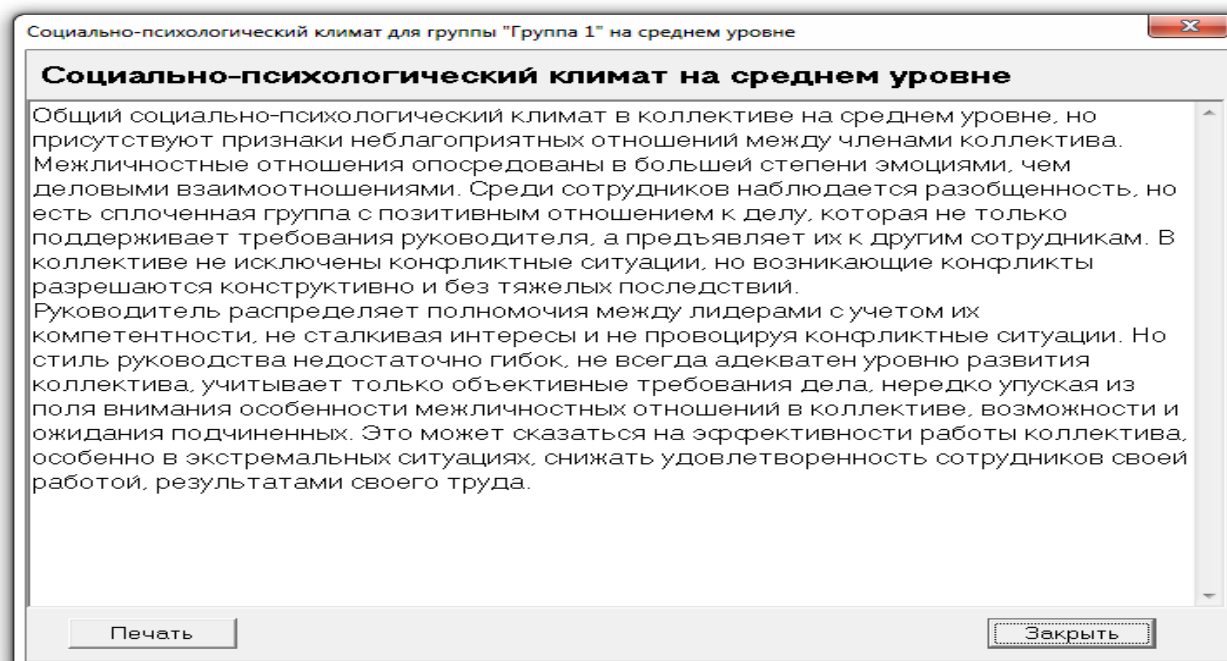 Социально-психологический климат для группы "Группа 1" на среднем уровне
Социально-психологический климат на среднем уровне
Общий социально-психологический климат в коллективе на среднем уровне, но
присутствуют признаки неблагоприятных отношений между членами коллектива.
Межличностные отношения опосредованы в большей степени эмоциями, чем
деловыми взаимоотношениями. Среди сотрудников наблюдается разобщенность, но
есть сплоченная группа с позитивным отношением к делу, которая не только
поддерживает требования руководителя, а предъявляет их к другим сотрудникам. В
коллективе не исключены конфликтные ситуации, но возникающие конфликты
разрешаются конструктивно и без тяжелых последствий.
Руководитель распределяет полномочия между лидерами с учетом их
компетентности, не сталкивая интересы и не провоцируя конфликтные ситуации. Но
стиль руководства недостаточно гибок, не всегда адекватен уровню развития
коллектива, учитывает только объективные требования дела, нередко упуская из
поля внимания особенности межличностных отношений в коллективе, возможности и
ожидания подчиненных. Это может сказаться на эффективности работы коллектива,
особенно в экстремальных ситуациях, снижать удовлетворенность сотрудников своей
работой, результатами своего труда.
Печать
Закрыть